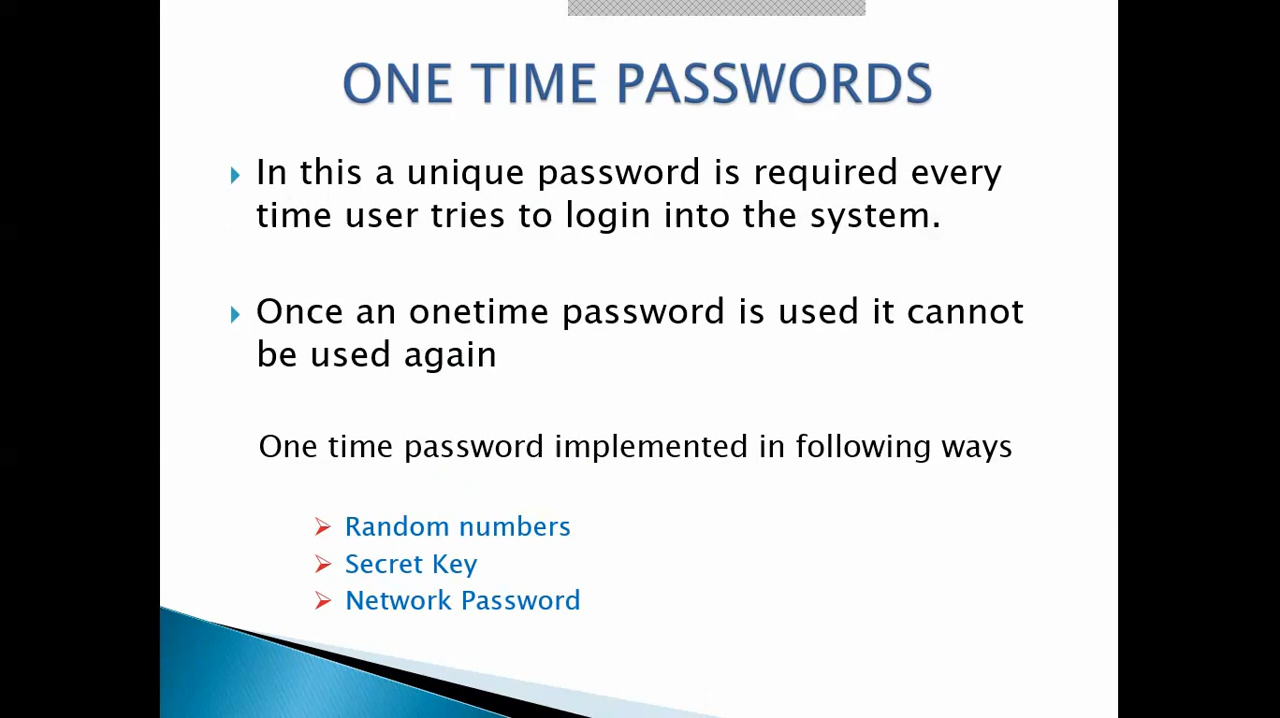 ONE TIME PASSWORDS
In this a unique password is required every
time user tries to login into the system.
Once an onetime password is used it cannot
be used again
One time password implemented in following ways
Random numbers
Secret Key
Network Password